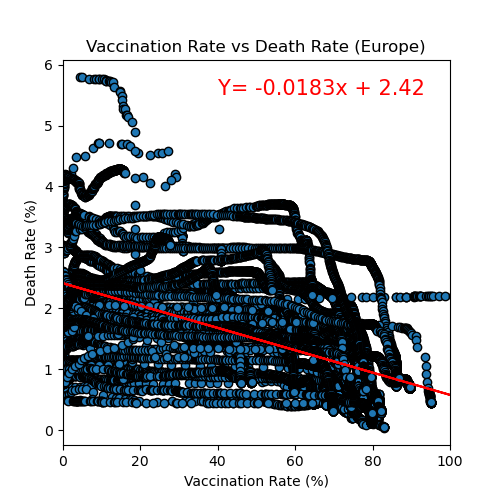 Vaccination Rate vs Death Rate (Europe)
Y= -0.0183x + 2.42
Death Rate (%)
6
5
4
3
2
1
0
0 20 40 60 80 100
Vaccination Rate (%)